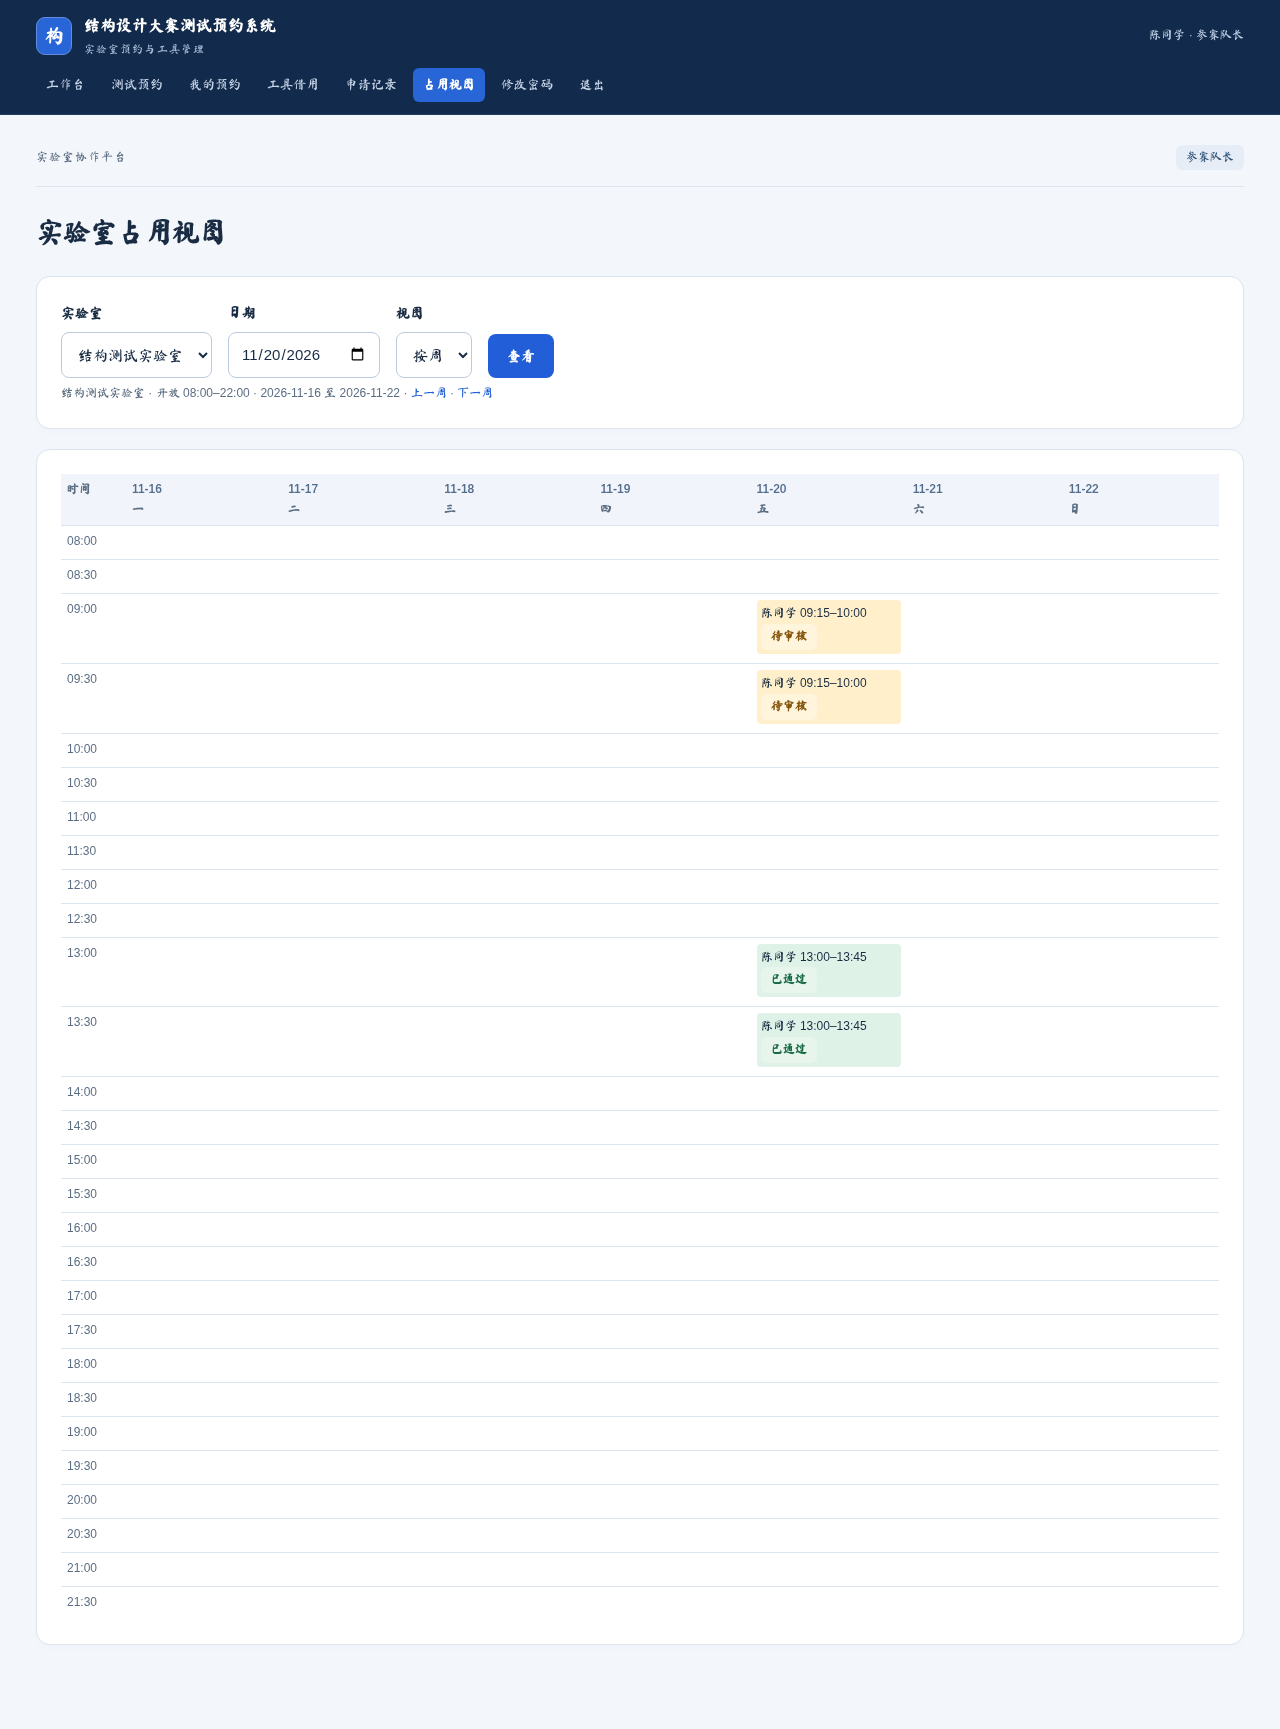 构
结构设计大赛测试预约系统
实验室预约与工具管理
陈同学 · 参赛队长
工作台 测试预约 我的预约 工具借用 申请记录 占用视图 修改密码 退出
实验室协作平台
参赛队长
实验室占用视图
实验室 日期 视图
结构测试实验室 11/20/2026 按周 查看
结构测试实验室 · 开放 08:00–22:00 · 2026-11-16 至 2026-11-22 · 上一周 · 下一周
时间 11-16 11-17 11-18 11-19 11-20 11-21 11-22
一 二 三 四 五 六 日
08:00
08:30
09:00 陈同学 09:15–10:00
待审核
09:30 陈同学 09:15–10:00
待审核
10:00
10:30
11:00
11:30
12:00
12:30
13:00 陈同学 13:00–13:45
已通过
13:30 陈同学 13:00–13:45
已通过
14:00
14:30
15:00
15:30
16:00
16:30
17:00
17:30
18:00
18:30
19:00
19:30
20:00
20:30
21:00
21:30